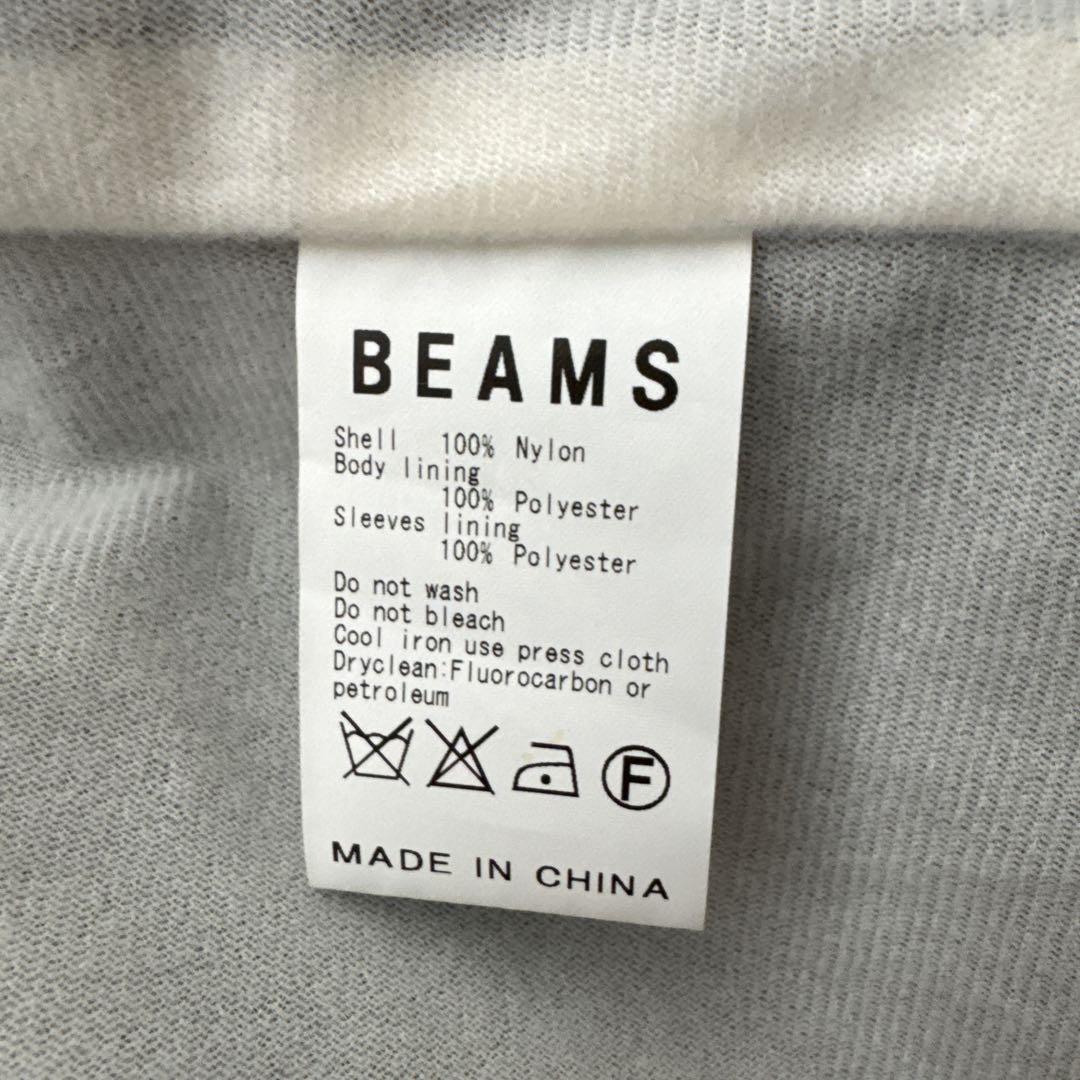 BEAMS
Shell 100% Nylon
Body lining
100% Polyester
Sleeves lining
100% Polyester
Do not wash
Do not bleach
Cool iron use press cloth
Dryclean:Fluorocarbon or
petroleum
F
MADE IN CHINA